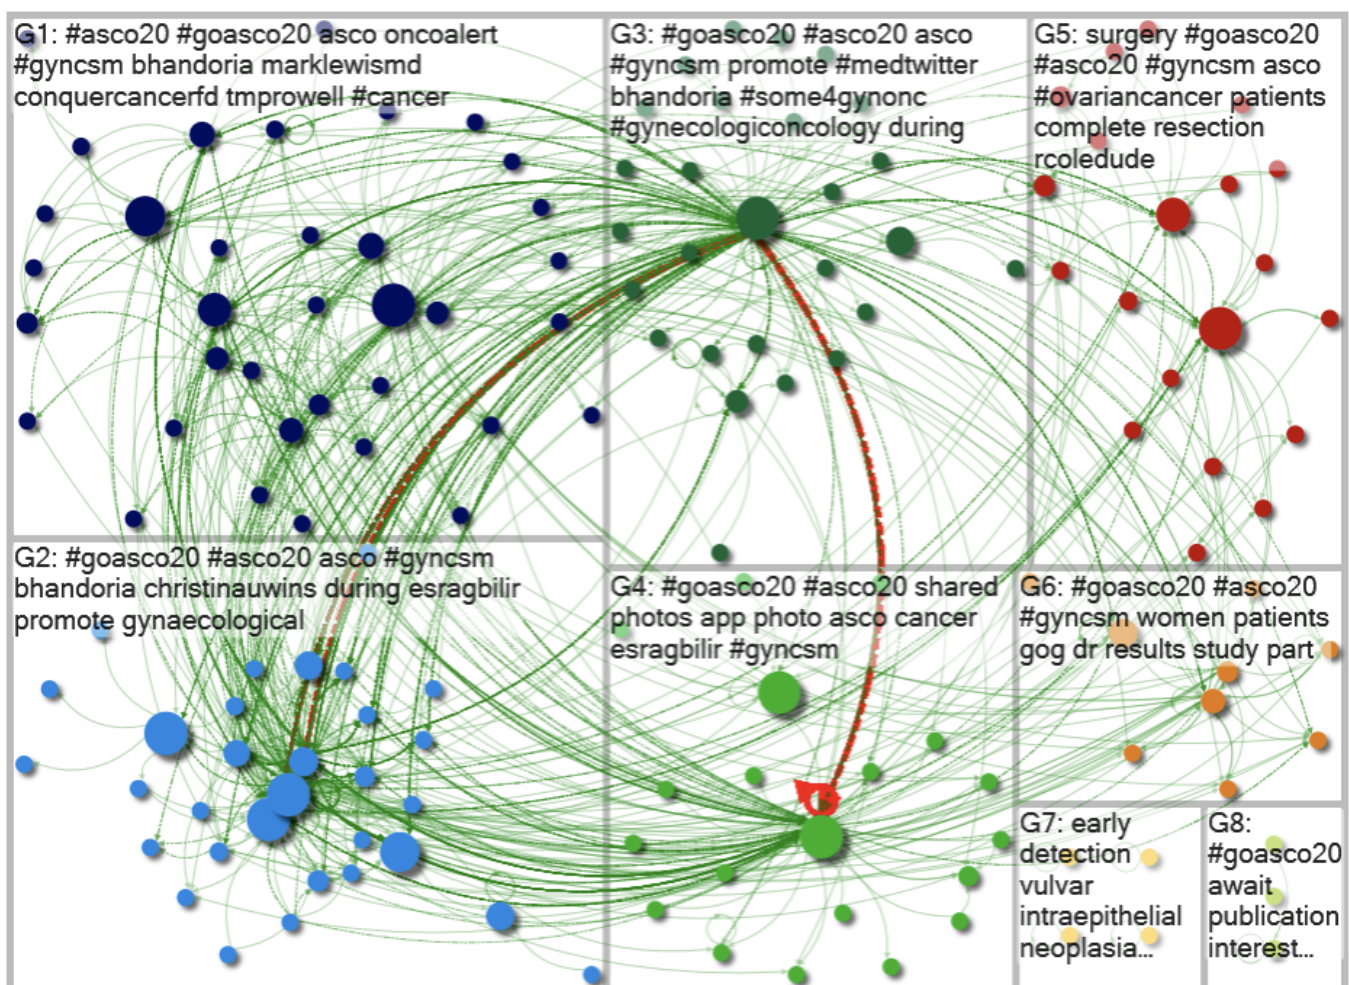 G1: #asco20 #goasco20 asco oncoalert
#gyncsm bhandoria marklewismd
conquercancerfd tmprowell #cancer
G3: #goasco20 #asco20 asco
#gyncsm promote #medtwitter
bhandoria #some4gynonc
#gynecologiconcology during
G5: surgery #goasco20
#asco20 #gyncsm asco
#ovariancancer patients
complete resection
rcoledude
G2: #goasco20 #asco20 asco #gyncsm
bhandoria christinauwins during esragbilir
promote gynaecological
G4: #goasco20 #asco20 shared
photos app photo asco cancer
esragbilir #gyncsm
G6: #goasco20 #asco20
#gyncsm women patients
gog dr results study part
G7: early
detection
vulvar
intraepithelial
neoplasia...
G8:
#goasco20
await
publication
interest...